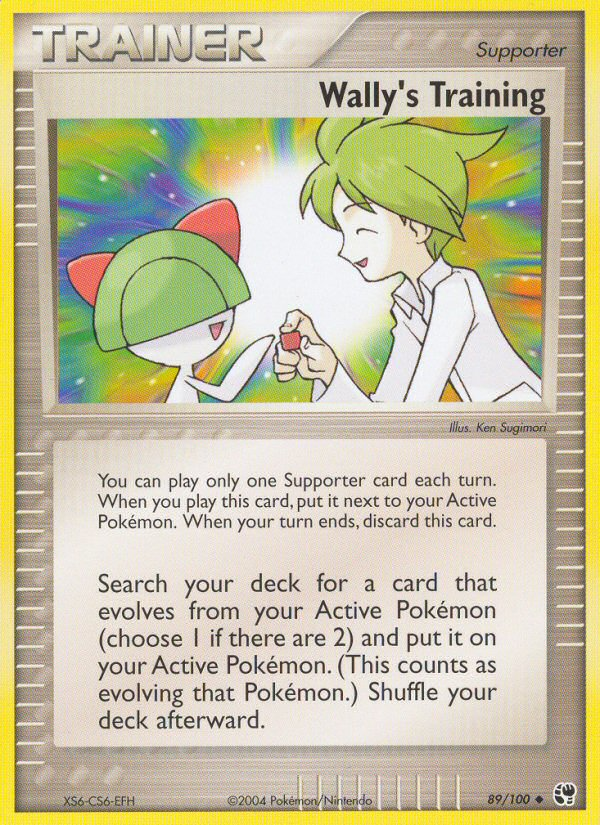 TRAINER
Supporter
Wally's Training
Illus. Ken Sugimori
You can play only one Supporter card each turn.
When you play this card, put it next to your Active
Pokémon. When your turn ends, discard this card.
Search your deck for a card that
evolves from your Active Pokémon
(choose 1 if there are 2) and put it on
your Active Pokémon. (This counts as
evolving that Pokémon.) Shuffle your
deck afterward.
XS6-CS6-EFH
©2004 Pokémon/Nintendo
89/100